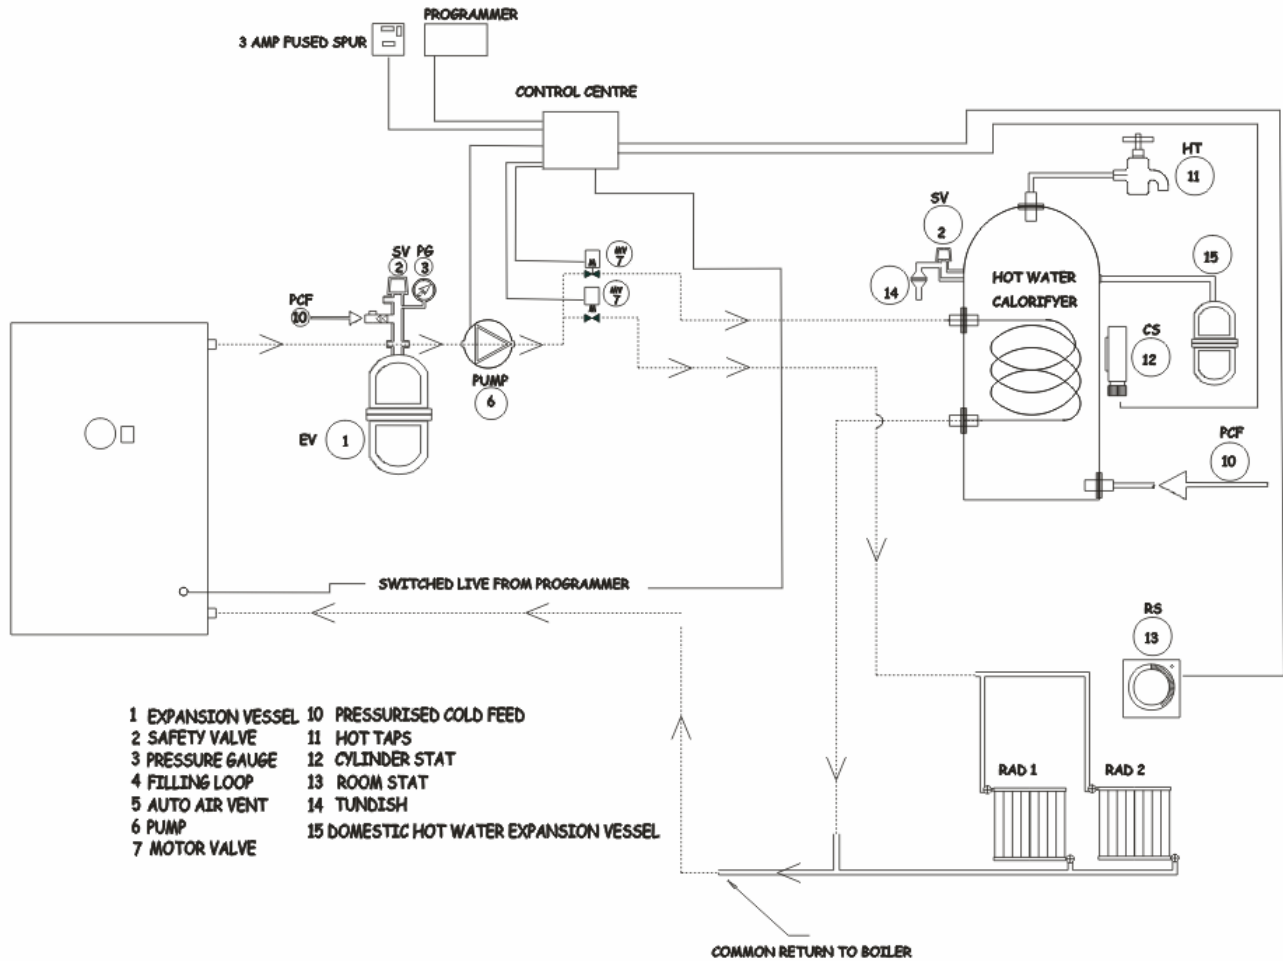 PROGRAMMER
3 AMP FUSED SPUR
CONTROL CENTRE
HT
11
SV
2
SV PG
2 3
MV
7
MV
7
15
14
HOT WATER
CALORIFYER
PCF
10
CS
12
PUMP
6
EV 1
PCF
10
SWITCHED LIVE FROM PROGRAMMER
RS
13
1 EXPANSION VESSEL
2 SAFETY VALVE
3 PRESSURE GAUGE
4 FILLING LOOP
5 AUTO AIR VENT
6 PUMP
7 MOTOR VALVE
10 PRESSURISED COLD FEED
11 HOT TAPS
12 CYLINDER STAT
13 ROOM STAT
14 TUNDISH
15 DOMESTIC HOT WATER EXPANSION VESSEL
RAD 1
RAD 2
COMMON RETURN TO BOILER